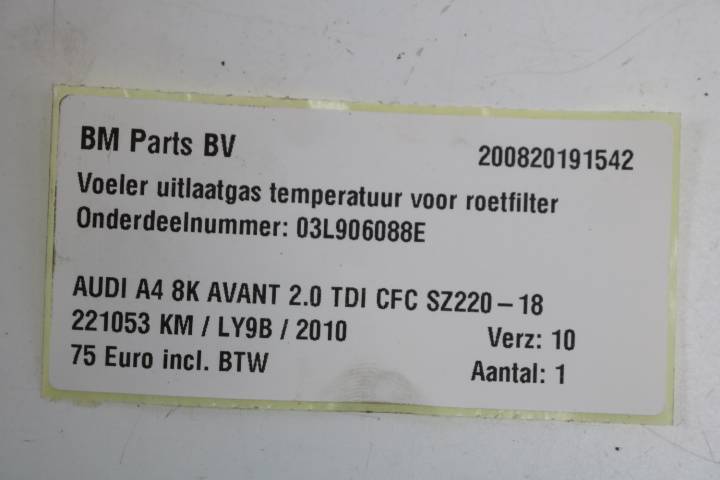 BM Parts BV 200820191542
Voeler uitlaatgas temperatuur voor roetfilter
Onderdeelnummer: 03L906088E
AUDI A4 8K AVANT 2.0 TDI CFC SZ220 – 18
221053 KM / LY9B / 2010 Verz: 10
75 Euro incl. BTW Aantal: 1